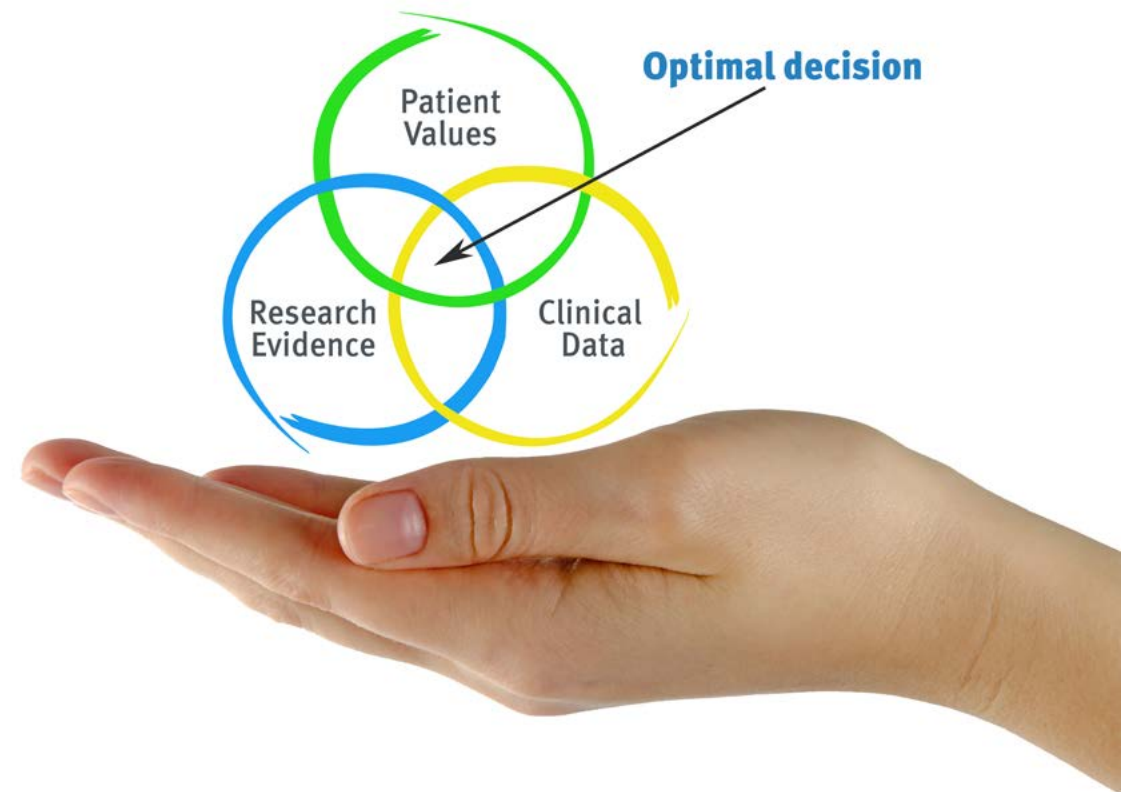 Optimal decision
Patient
Values
Research
Evidence
Clinical
Data